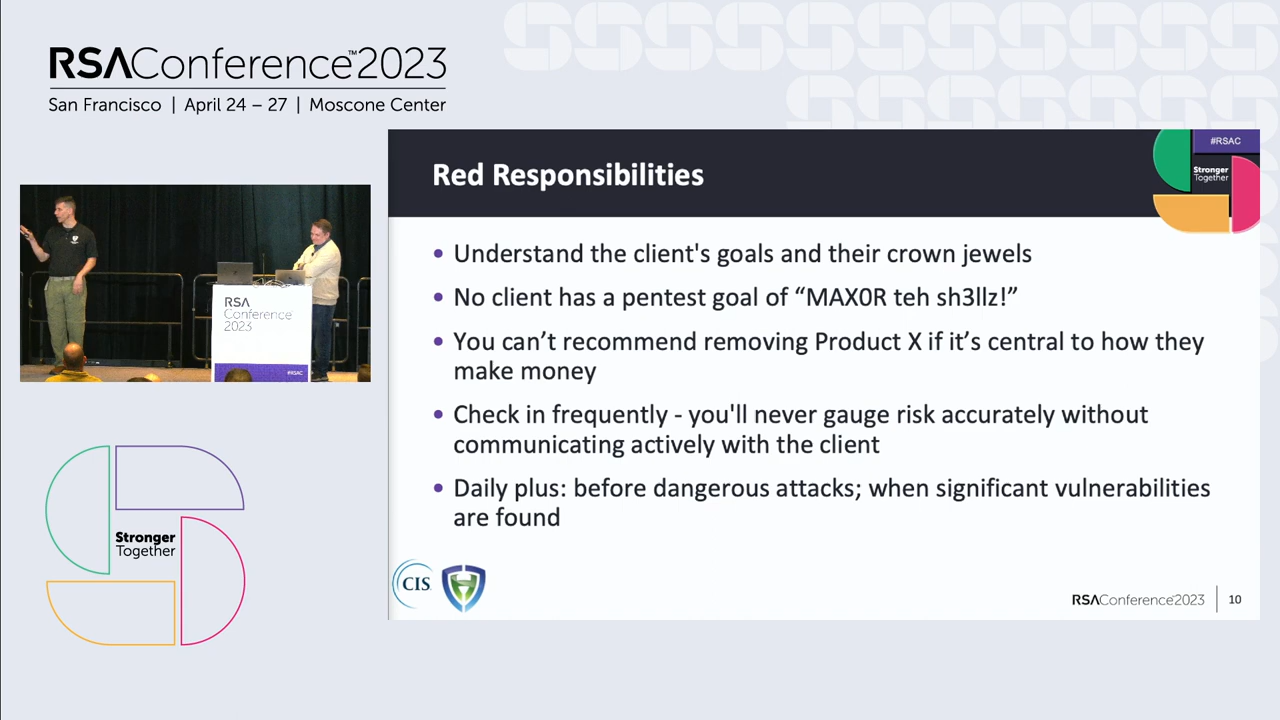 RSAConference™2023
San Francisco | April 24 – 27 | Moscone Center
#RSAC
Stronger
Together
Red Responsibilities
• Understand the client's goals and their crown jewels
• No client has a pentest goal of “MAX0R teh sh3llz!”
• You can’t recommend removing Product X if it’s central to how they
make money
• Check in frequently - you'll never gauge risk accurately without
communicating actively with the client
• Daily plus: before dangerous attacks; when significant vulnerabilities
are found
CIS
RSAConference2023 | 10
RSA
Conference
2023
#RSAC
Stronger
Together